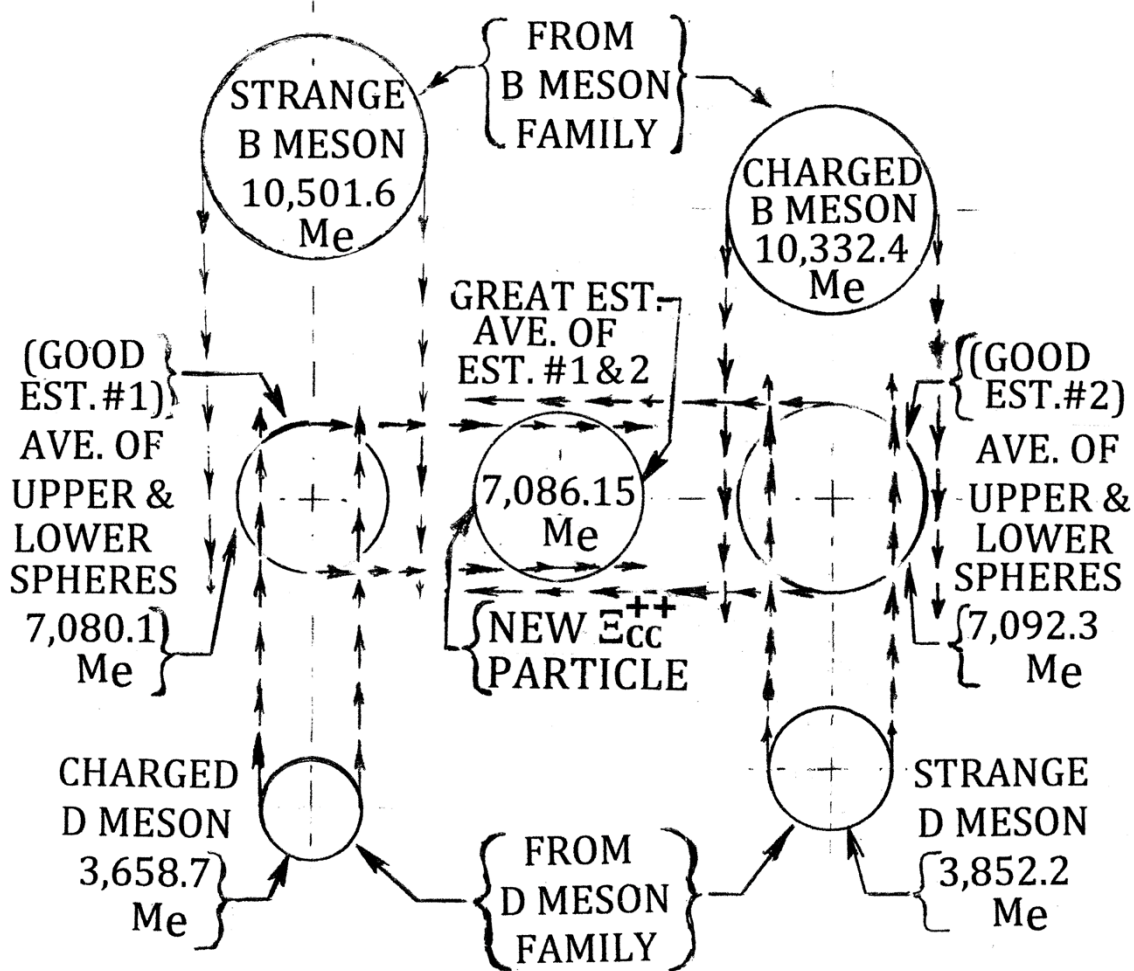 FROM
B MESON
FAMILY
STRANGE
B MESON
10,501.6
Me
CHARGED
B MESON
10,332.4
Me
GREAT EST.
AVE. OF
EST. #1&2
(GOOD
EST.#1)
AVE. OF
UPPER &
LOWER
SPHERES
7,080.1
Me
7,086.15
Me
NEW Ξcc++
PARTICLE
(GOOD
EST.#2)
AVE. OF
UPPER &
LOWER
SPHERES
7,092.3
Me
CHARGED
D MESON
3,658.7
Me
FROM
D MESON
FAMILY
STRANGE
D MESON
3,852.2
Me